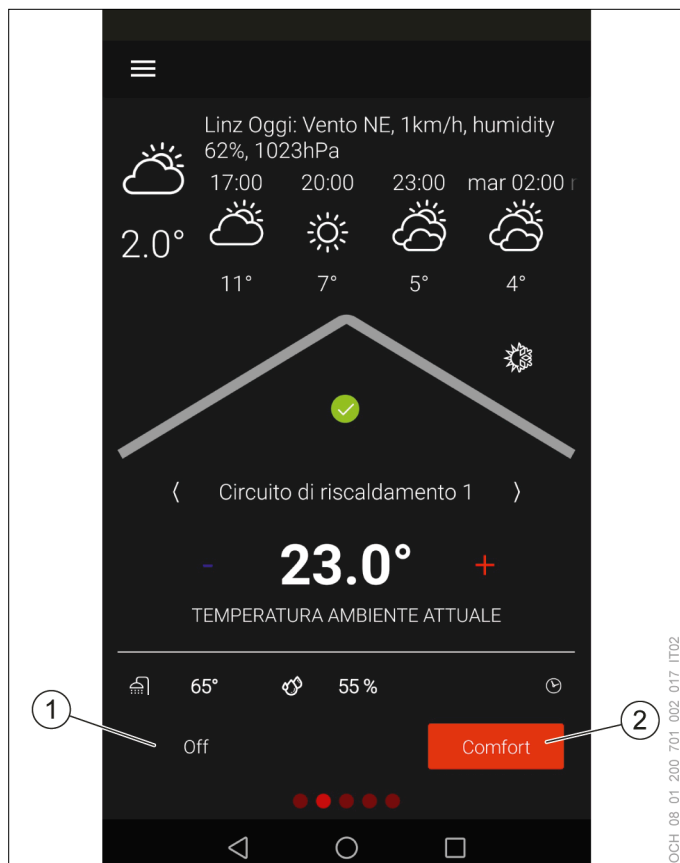 Linz Oggi: Vento NE, 1km/h, humidity
62%, 1023hPa
17:00 20:00 23:00 mar 02:00
2.0°
11° 7° 5° 4°
Circuito di riscaldamento 1
- 23.0° +
TEMPERATURA AMBIENTE ATTUALE
65° 55 %
1
2
Off Comfort
OCH 08 01 200 701 002 017 IT02